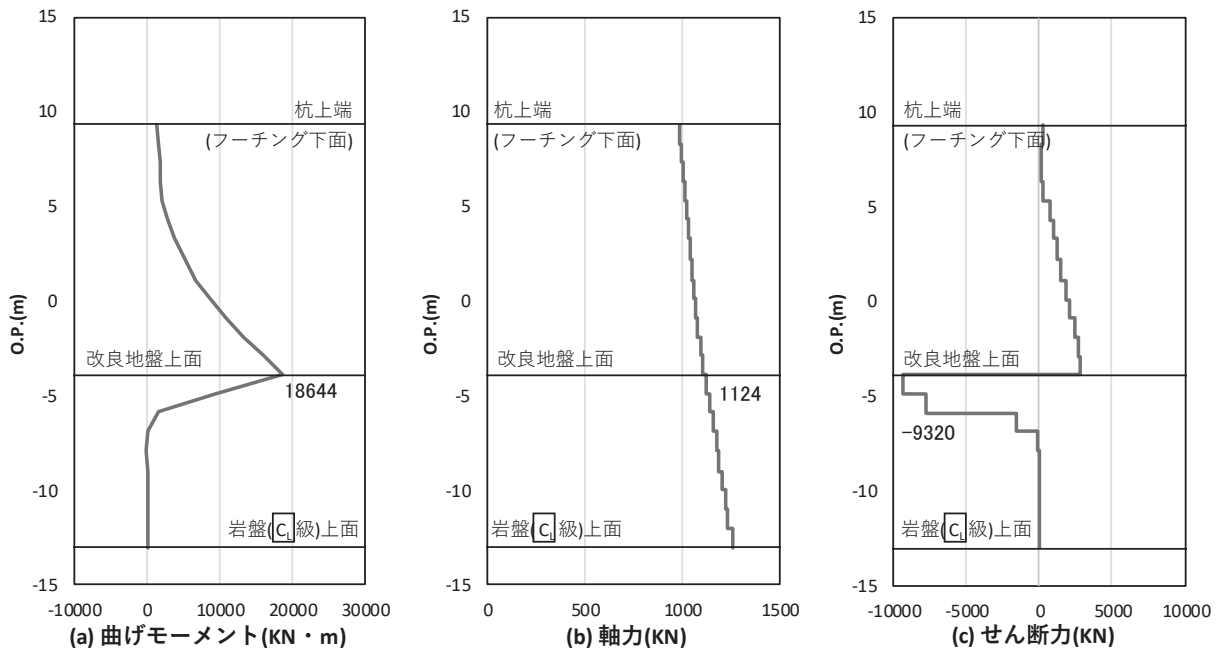 15
10
5
0
-5
-10
-15
O.P.(m)
杭上端
(フーチング下面)
改良地盤上面
18644
岩盤(CL級)上面
-10000 0 10000 20000 30000
(a) 曲げモーメント(KN・m)
15
10
5
0
-5
-10
-15
O.P.(m)
杭上端
(フーチング下面)
改良地盤上面
1124
岩盤(CL級)上面
0 500 1000 1500
(b) 軸力(KN)
15
10
5
0
-5
-10
-15
O.P.(m)
杭上端
(フーチング下面)
改良地盤上面
-9320
岩盤(CL級)上面
-10000 -5000 0 5000 10000
(c) せん断力(KN)